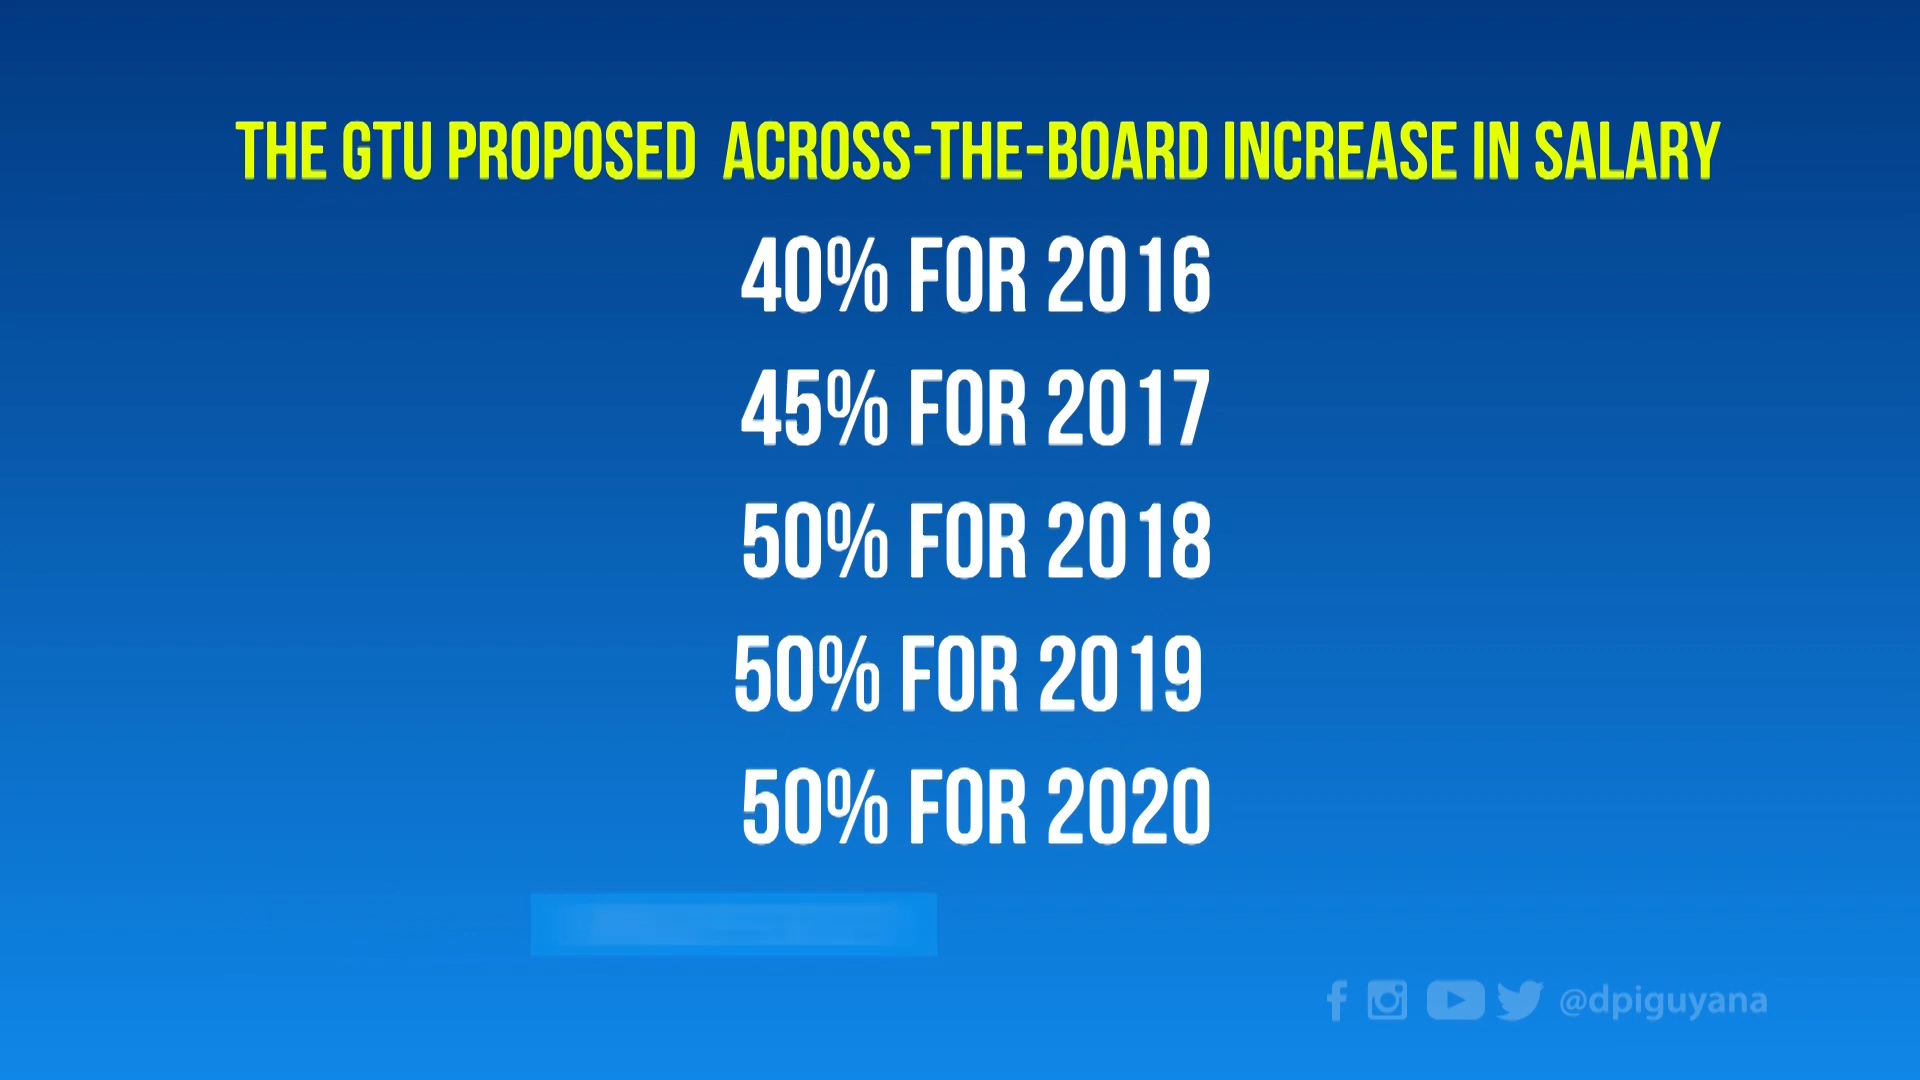 THE GTU PROPOSED ACROSS-THE-BOARD INCREASE IN SALARY
40% FOR 2016
45% FOR 2017
50% FOR 2018
50% FOR 2019
50% FOR 2020
@dpiguyana